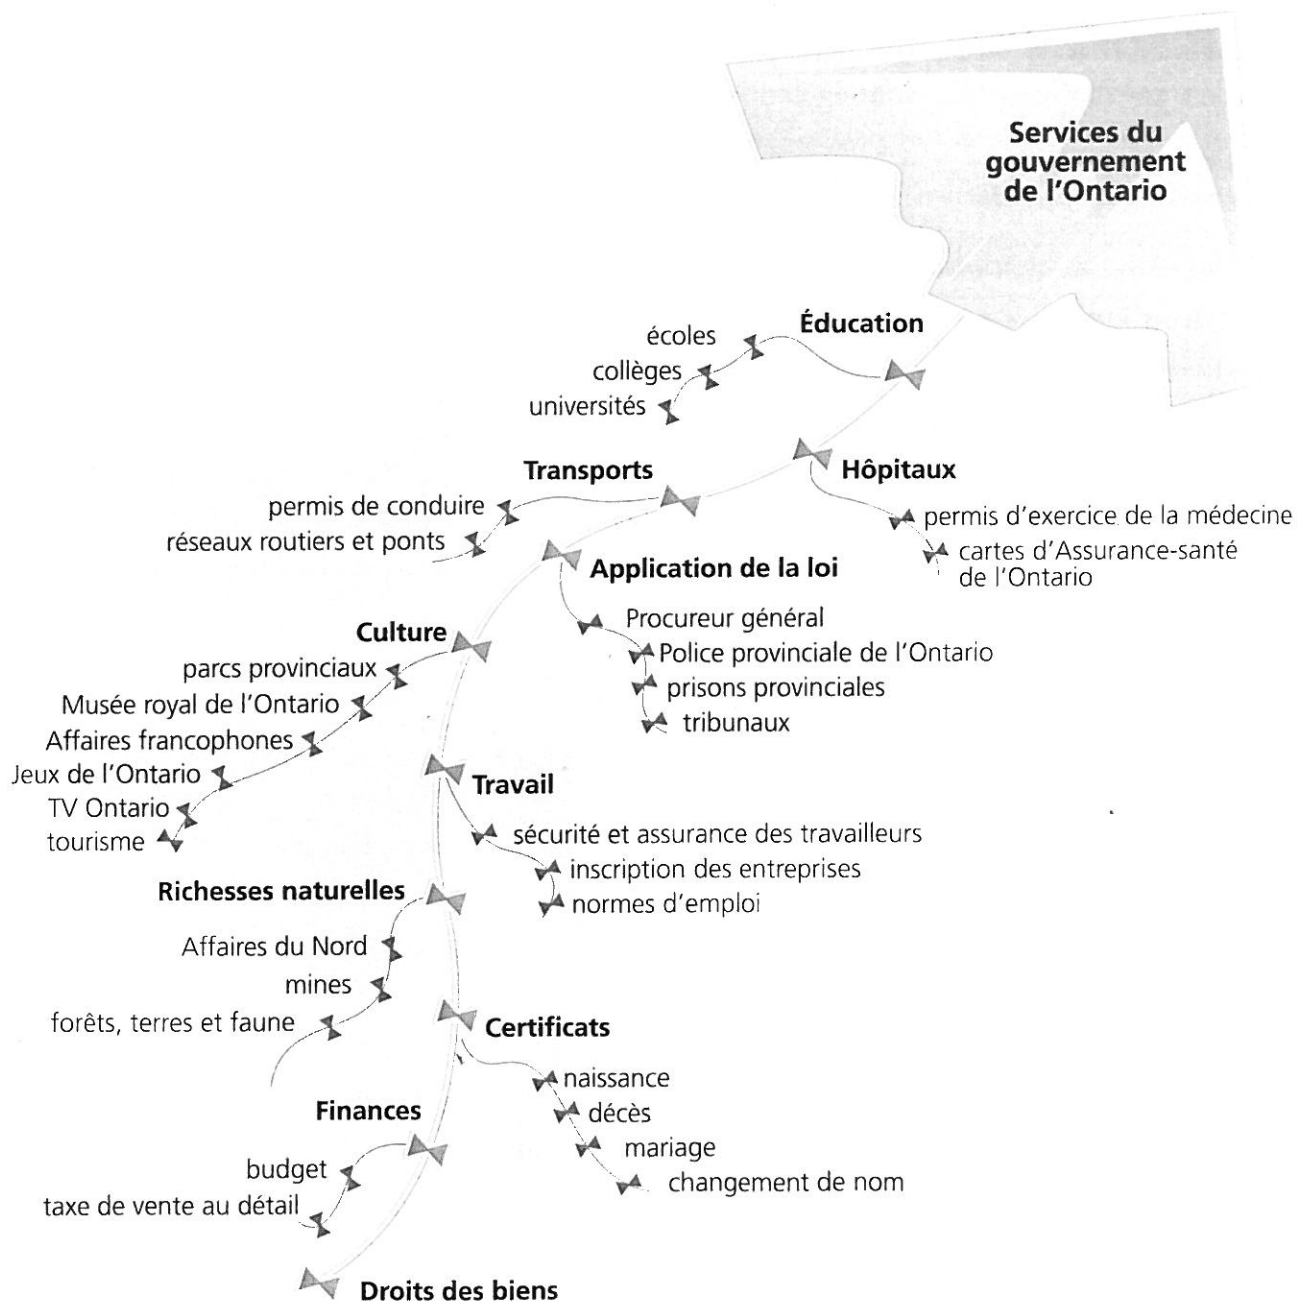 Services du
gouvernement
de l'Ontario
Éducation
écoles
collèges
universités
Hôpitaux
permis d'exercice de la médecine
cartes d'Assurance-santé
de l'Ontario
Transports
permis de conduire
réseaux routiers et ponts
Application de la loi
Procureur général
Police provinciale de l'Ontario
prisons provinciales
tribunaux
Culture
parcs provinciaux
Musée royal de l'Ontario
Affaires francophones
Jeux de l'Ontario
TV Ontario
tourisme
Travail
sécurité et assurance des travailleurs
inscription des entreprises
normes d'emploi
Richesses naturelles
Affaires du Nord
mines
forêts, terres et faune
Certificats
naissance
décès
mariage
changement de nom
Finances
budget
taxe de vente au détail
Droits des biens